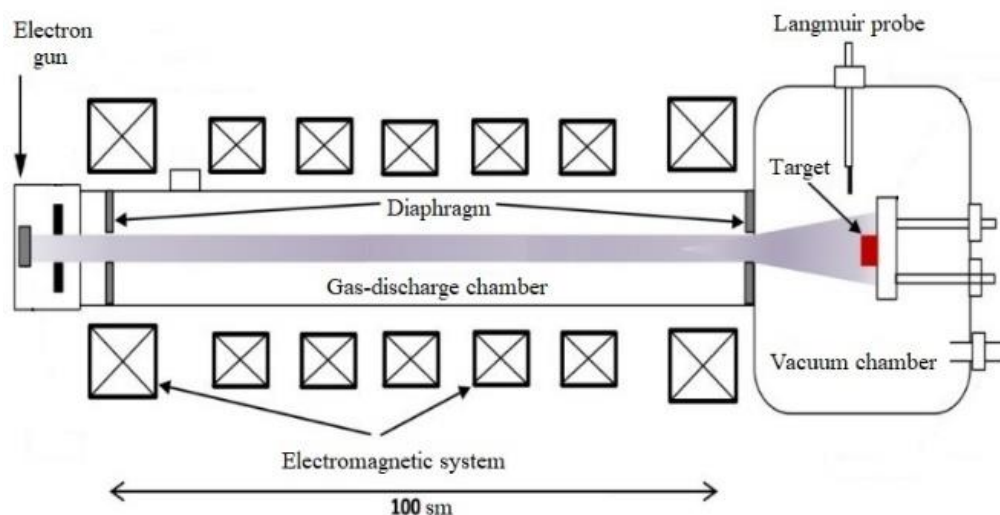 Electron
gun
Langmuir probe
Target
Diaphragm
Gas-discharge chamber
Vacuum chamber
Electromagnetic system
100 sm